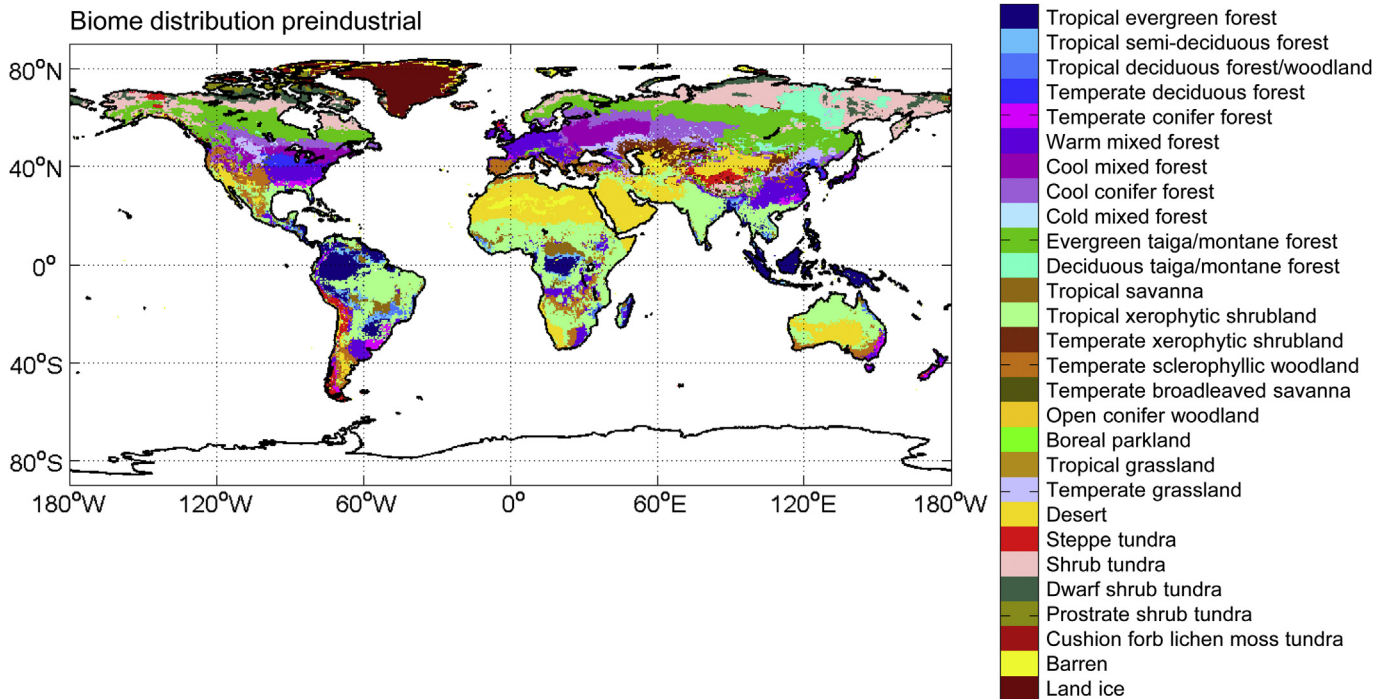 Biome distribution preindustrial
80°N
40°N
0°
40°S
80°S
180°W
120°W
60°W
0°
60°E
120°E
180°W
Tropical evergreen forest
Tropical semi-deciduous forest
Tropical deciduous forest/woodland
Temperate deciduous forest
Temperate conifer forest
Warm mixed forest
Cool mixed forest
Cool conifer forest
Cold mixed forest
Evergreen taiga/montane forest
Deciduous taiga/montane forest
Tropical savanna
Tropical xerophytic shrubland
Temperate xerophytic shrubland
Temperate sclerophyllic woodland
Temperate broadleaved savanna
Open conifer woodland
Boreal parkland
Tropical grassland
Temperate grassland
Desert
Steppe tundra
Shrub tundra
Dwarf shrub tundra
Prostrate shrub tundra
Cushion forb lichen moss tundra
Barren
Land ice